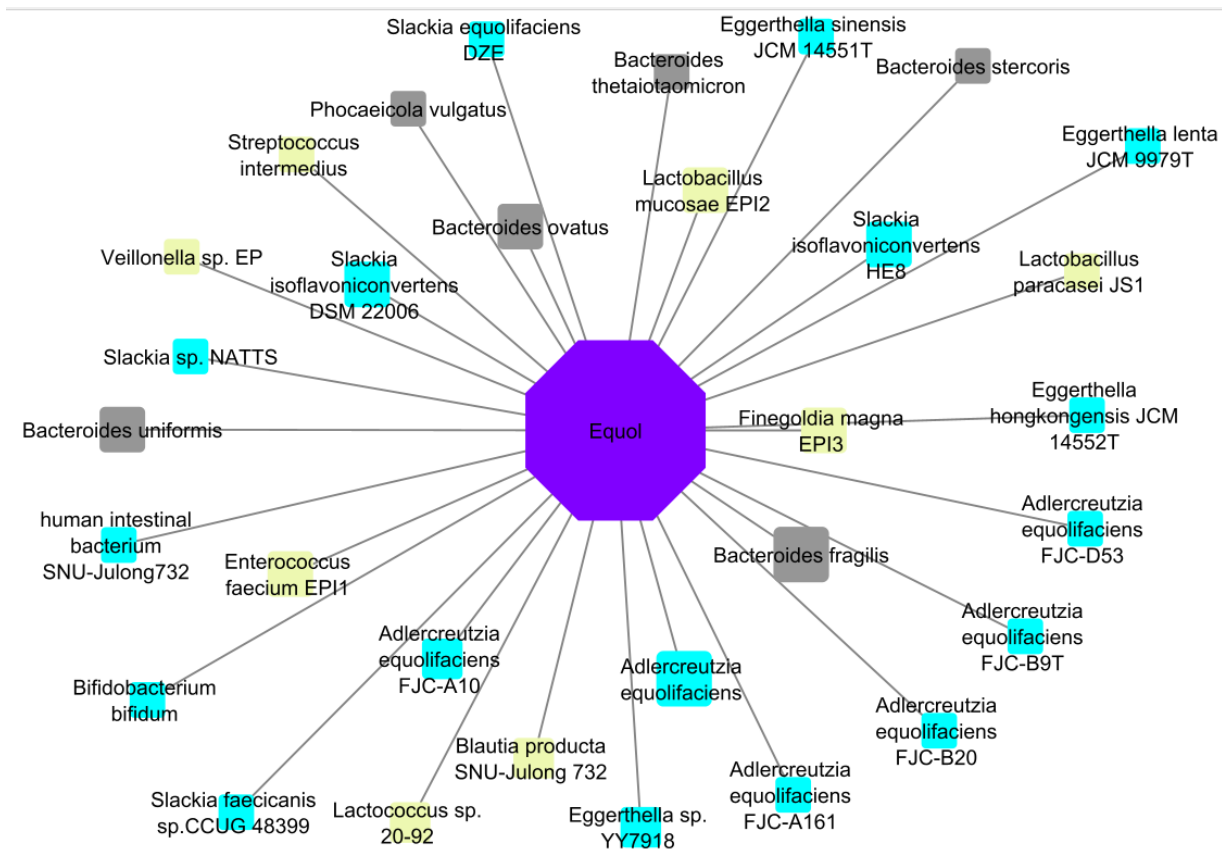 Slackia equolifaciens
DZE
Eggerthella sinensis
JCM 14551T
Bacteroides
thetaiotaomicron
Bacteroides stercoris
Phocaeicola vulgatus
Streptococcus
intermedius
Eggerthella lenta
JCM 9979T
Lactobacillus
mucosae EPI2
Bacteroides ovatus
Slackia
isoflavoniconvertens
HE8
Veillonella sp. EP
Slackia
isoflavoniconvertens
DSM 22006
Lactobacillus
paracasei JS1
Slackia sp. NATTS
Bacteroides uniformis
Equol
Finegoldia magna
EPI3
Eggerthella
hongkongensis JCM
14552T
human intestinal
bacterium
SNU-Julong732
Enterococcus
faecium EPI1
Bacteroides fragilis
Adlercreutzia
equolifaciens
FJC-D53
Adlercreutzia
equolifaciens
FJC-A10
Adlercreutzia
equolifaciens
Adlercreutzia
equolifaciens
FJC-B9T
Bifidobacterium
bifidum
Adlercreutzia
equolifaciens
FJC-B20
Blautia producta
SNU-Julong 732
Slackia faecicanis
sp.CCUG 48399
Lactococcus sp.
20-92
Eggerthella sp.
YY7918
Adlercreutzia
equolifaciens
FJC-A161